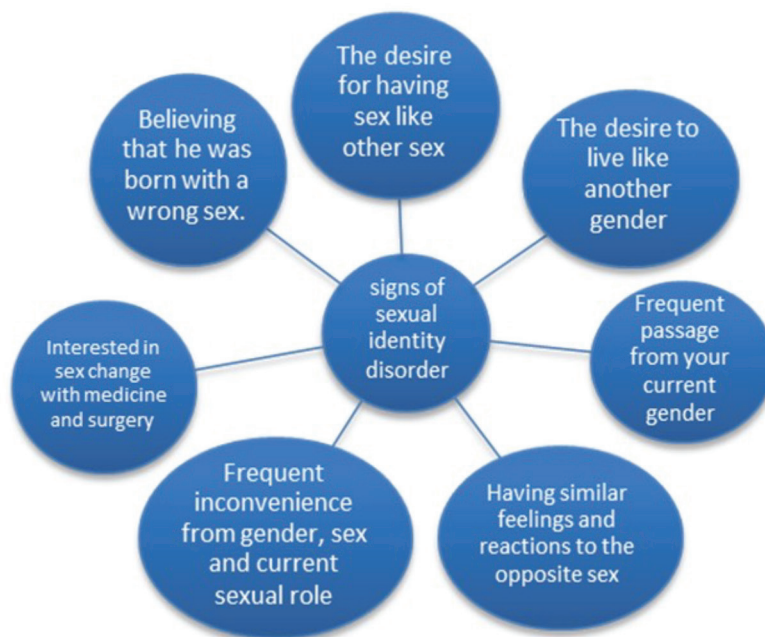 The desire
for having
sex like
other sex
The desire to
live like
another
gender
Frequent
passage
from your
current
gender
Having similar
feelings and
reactions to the
opposite sex
Frequent
inconvenience
from gender, sex
and current
sexual role
Interested in
sex change
with medicine
and surgery
Believing
that he was
born with a
wrong sex.
signs of
sexual
identity
disorder